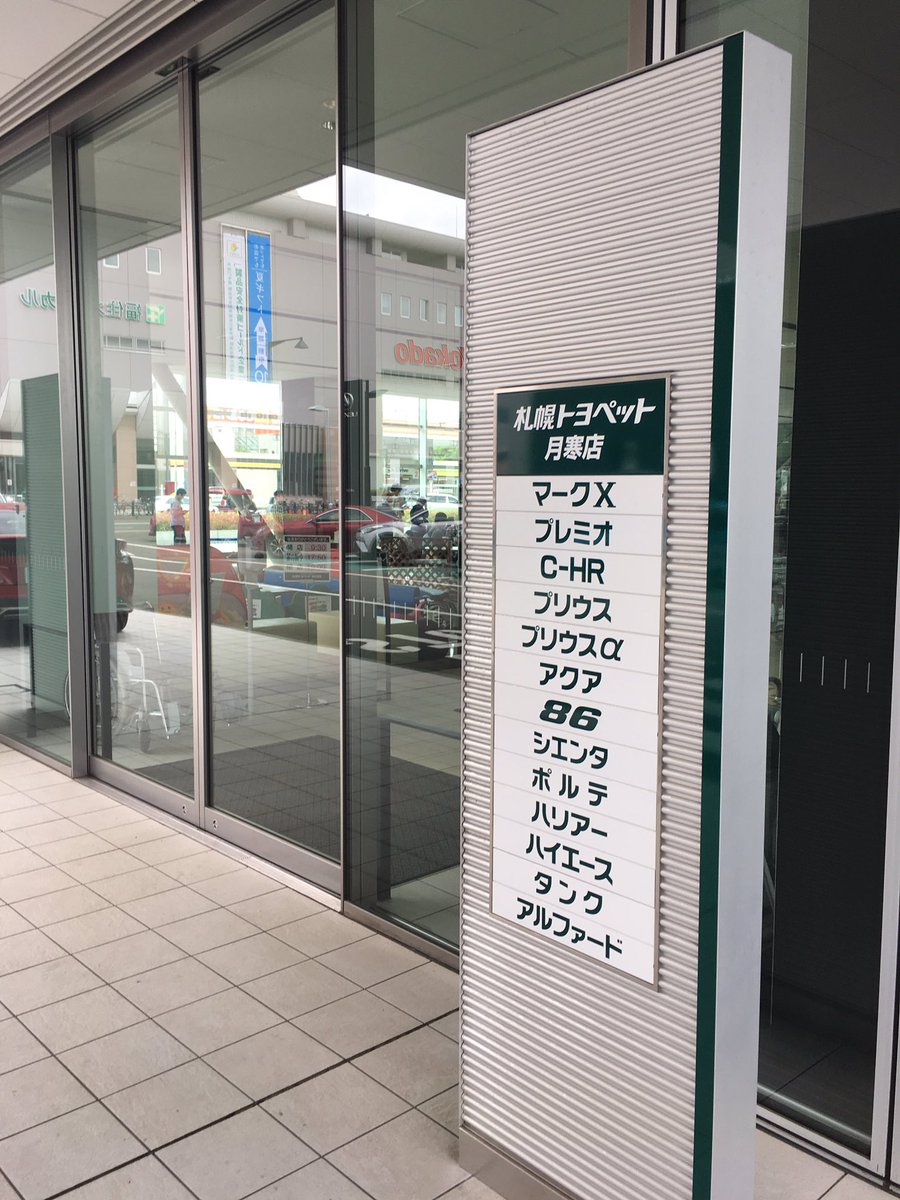 札幌トヨペット
月寒店
マークX
プレミオ
C-HR
プリウス
プリウスα
アクア
86
シエンタ
ポルテ
ハリアー
ハイエース
タンク
アルファード